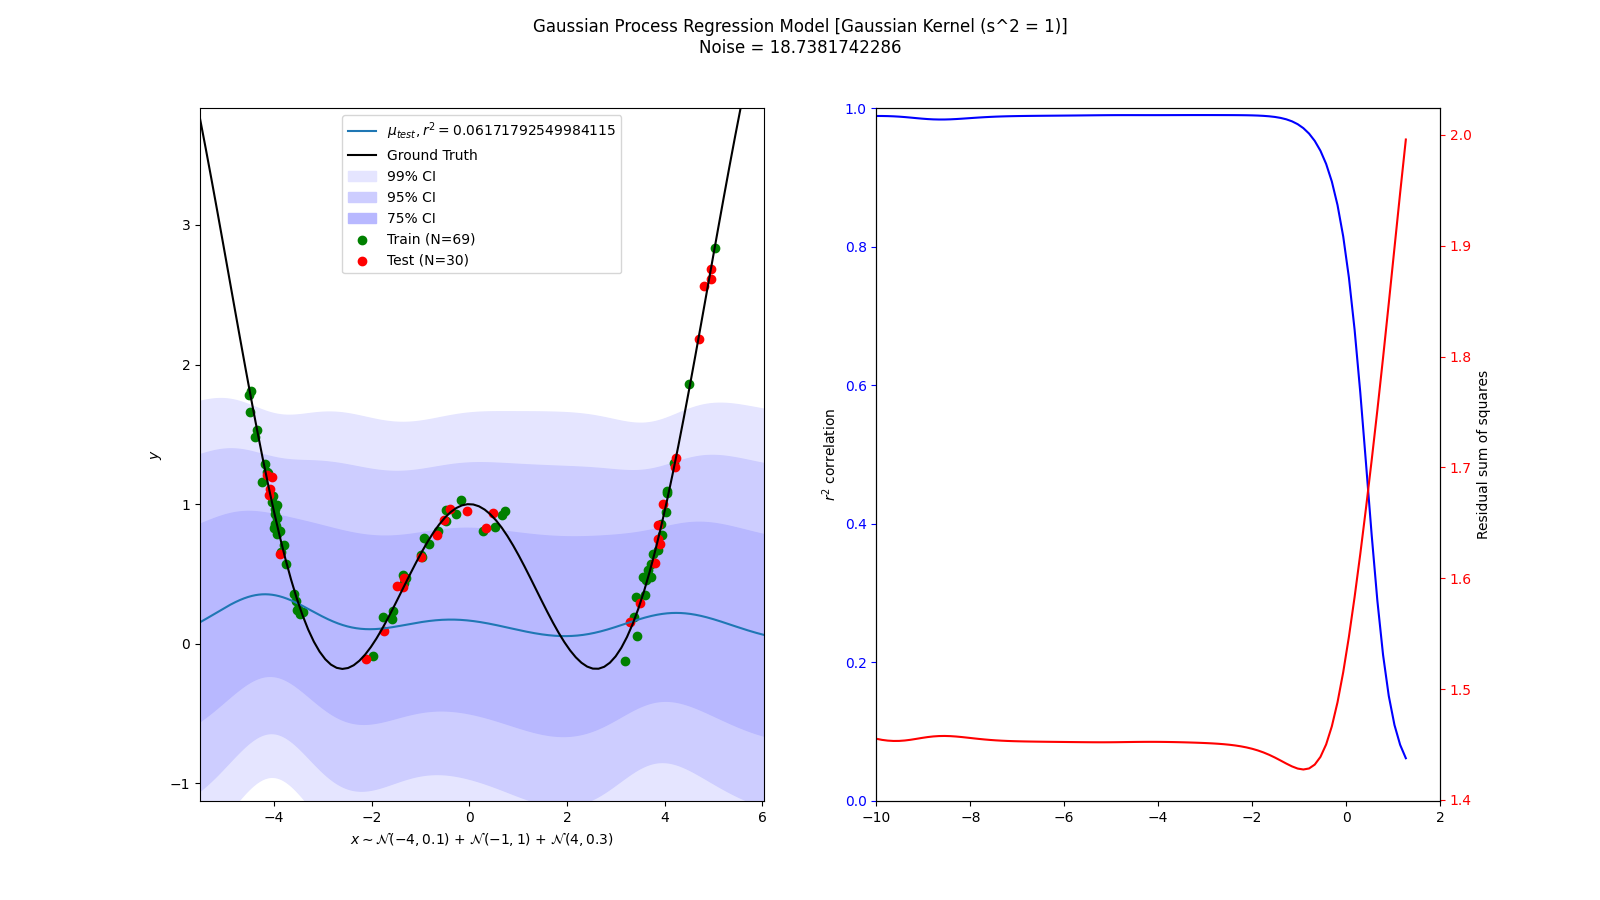 Gaussian Process Regression Model [Gaussian Kernel (s^2 = 1)]
Noise = 18.7381742286
μ_test, r² = 0.06171792549984115
Ground Truth
99% CI
95% CI
75% CI
Train (N=69)
Test (N=30)
3
2
1
0
−1
y
−4
−2
0
2
4
6
x ~ 𝒩(−4, 0.1) + 𝒩(−1, 1) + 𝒩(4, 0.3)
1.0
0.8
0.6
0.4
0.2
0.0
r² correlation
−10
−8
−6
−4
−2
0
2
2.0
1.9
1.8
1.7
1.6
1.5
1.4
Residual sum of squares